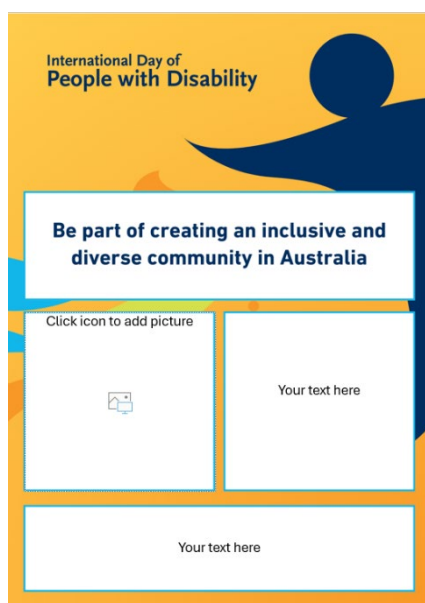 International Day of
People with Disability
Be part of creating an inclusive and
diverse community in Australia
Click icon to add picture
Your text here
Your text here